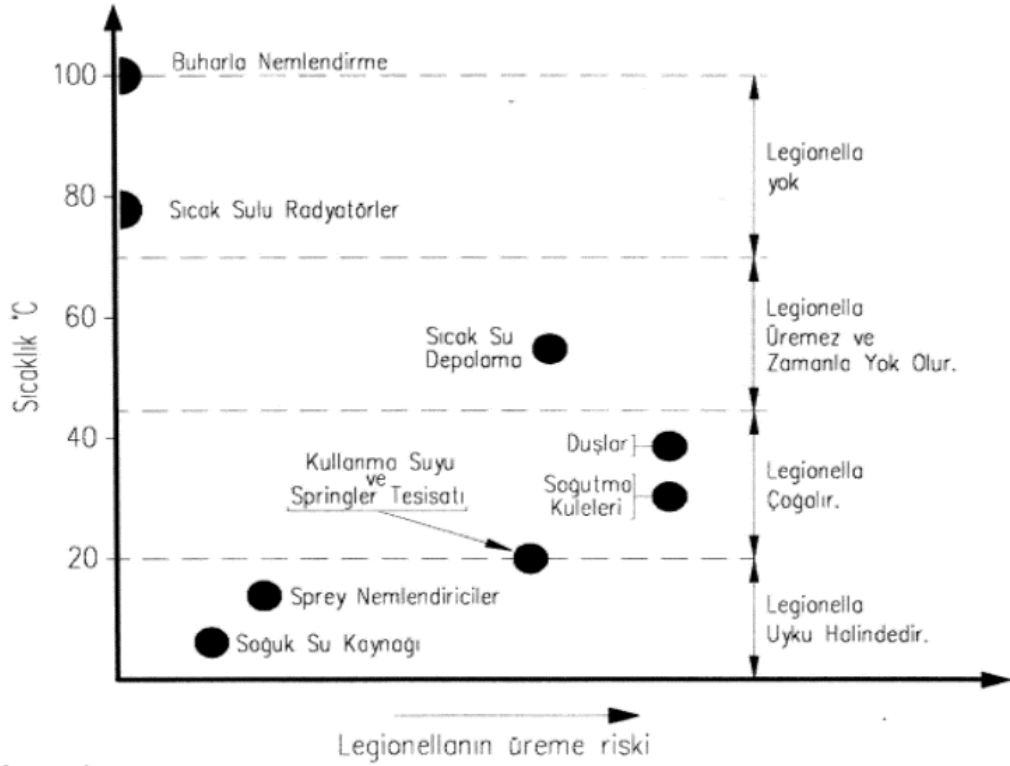 100
Buharla Nemlendirme
Legionella
yok
80
Sıcak Sulu Radyatörler
Sıcaklık °C
60
Sıcak Su
Depolama
Legionella
Üremez ve
Zamanla Yok Olur.
40
Duşlar
Kullanma Suyu
ve
Springler Tesisatı
Soğutma
Kuleleri
Legionella
Çoğalır.
20
Sprey Nemlendiriciler
Soğuk Su Kaynağı
Legionella
Uyku Halindedir.
Legionellanın üreme riski